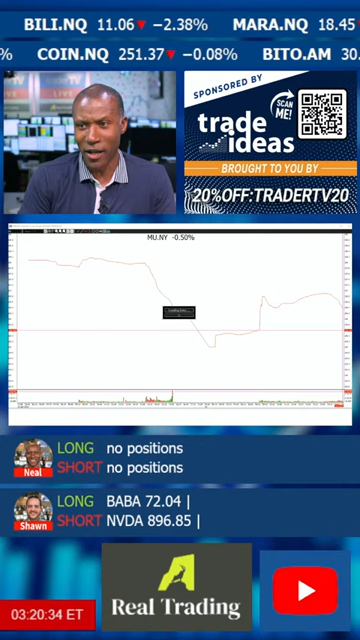 BILI.NQ 11.06 −2.38% MARA.NQ 18.45
% COIN.NQ 251.37 −0.08% BITO.AM 30.
SPONSORED BY
SCAN ME!
trade ideas
BROUGHT TO YOU BY
20%OFF:TRADERTV20
MU.NY -0.50%
LONG no positions
SHORT no positions
Neal
LONG BABA 72.04 |
SHORT NVDA 896.85 |
Shawn
Real Trading
03:20:34 ET